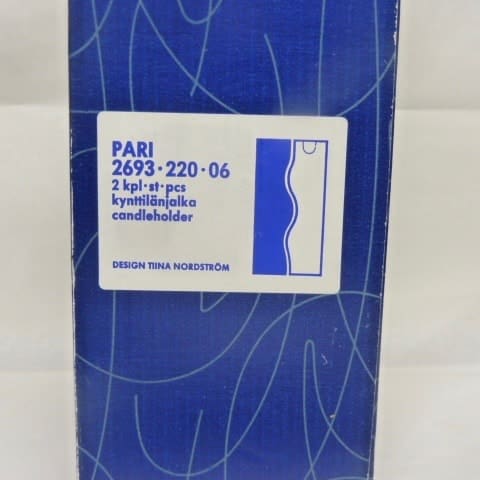 PARI
2693·220·06
2 kpl·st·pcs
kynttilänjalka
candleholder
DESIGN TIINA NORDSTRÖM